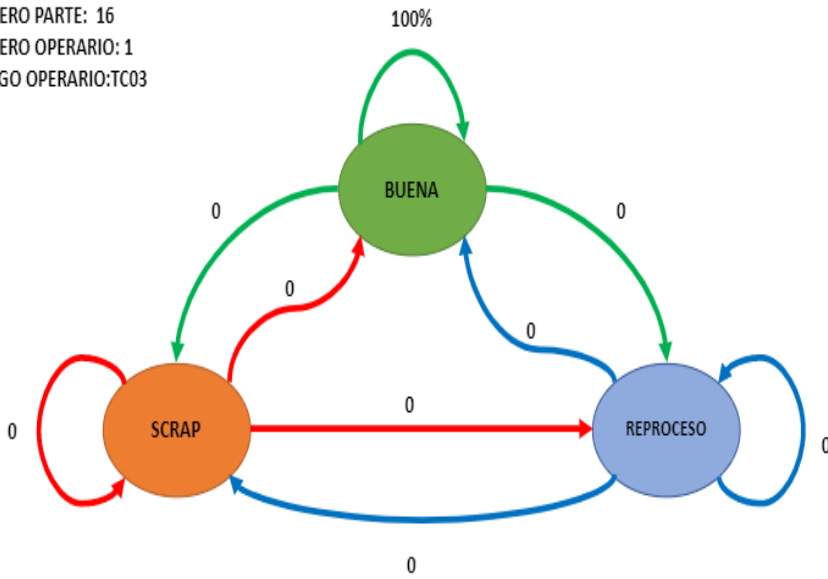 ERO PARTE: 16
ERO OPERARIO: 1
GO OPERARIO:TC03
100%
BUENA
0
0
0
0
0
SCRAP
0
REPROCESO
0
0